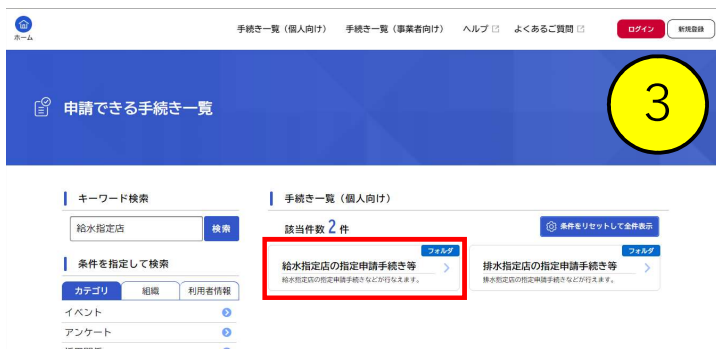 ホーム
手続き一覧（個人向け） 手続き一覧（事業者向け） ヘルプ よくあるご質問 ログイン 新規登録
申請できる手続き一覧
3
キーワード検索
給水指定店 検索
条件を指定して検索
カテゴリ 組織 利用者情報
イベント
アンケート
手続き一覧（個人向け）
該当件数 2 件
条件をリセットして全件表示
フォルダ
給水指定店の指定申請手続き等
給水指定店の指定申請手続きなどが行なえます。
フォルダ
排水指定店の指定申請手続き等
排水指定店の指定申請手続きなどが行えます。